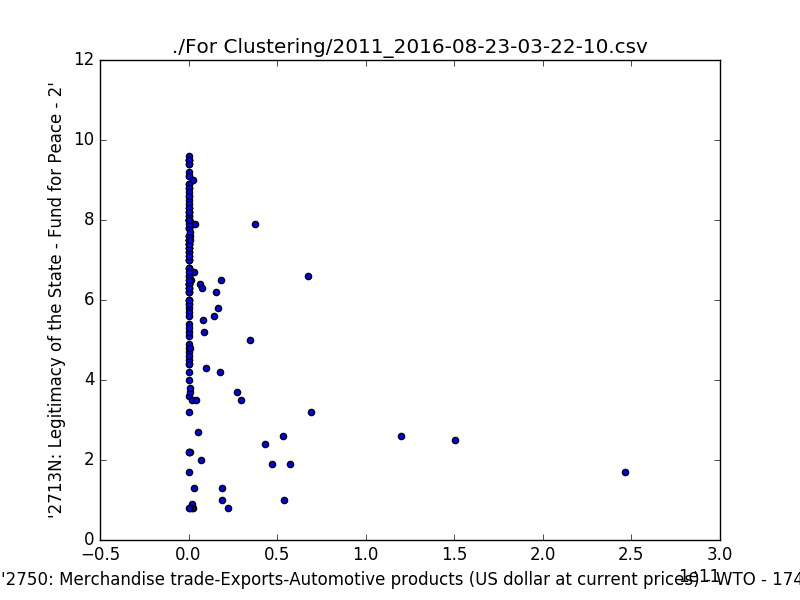 ./For Clustering/2011_2016-08-23-03-22-10.csv
'2713N: Legitimacy of the State - Fund for Peace - 2'
12
10
8
6
4
2
0
−0.5 0.0 0.5 1.0 1.5 2.0 2.5 3.0
1e11
'2750: Merchandise trade-Exports-Automotive products (US dollar at current prices) - WTO - 174